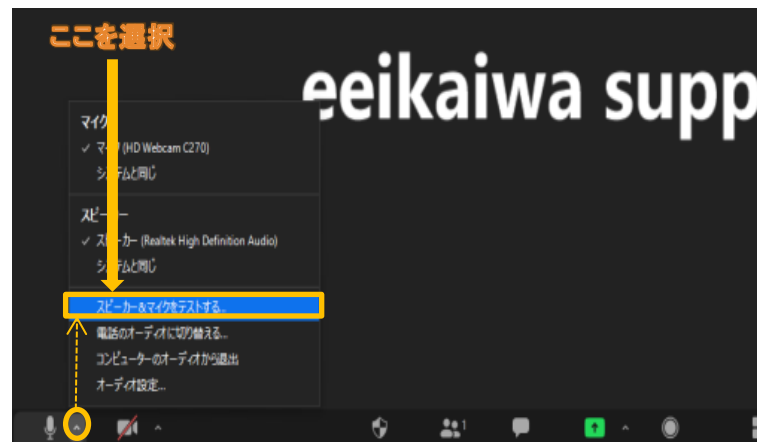 ここを選択
eeikaiwa supp
マイク
✓ マイク (HD Webcam C270)
システムと同じ
スピーカー
✓ スピーカー (Realtek High Definition Audio)
システムと同じ
スピーカー&マイクをテストする...
電話のオーディオに切り替える...
コンピューターのオーディオから退出
オーディオ設定...
1